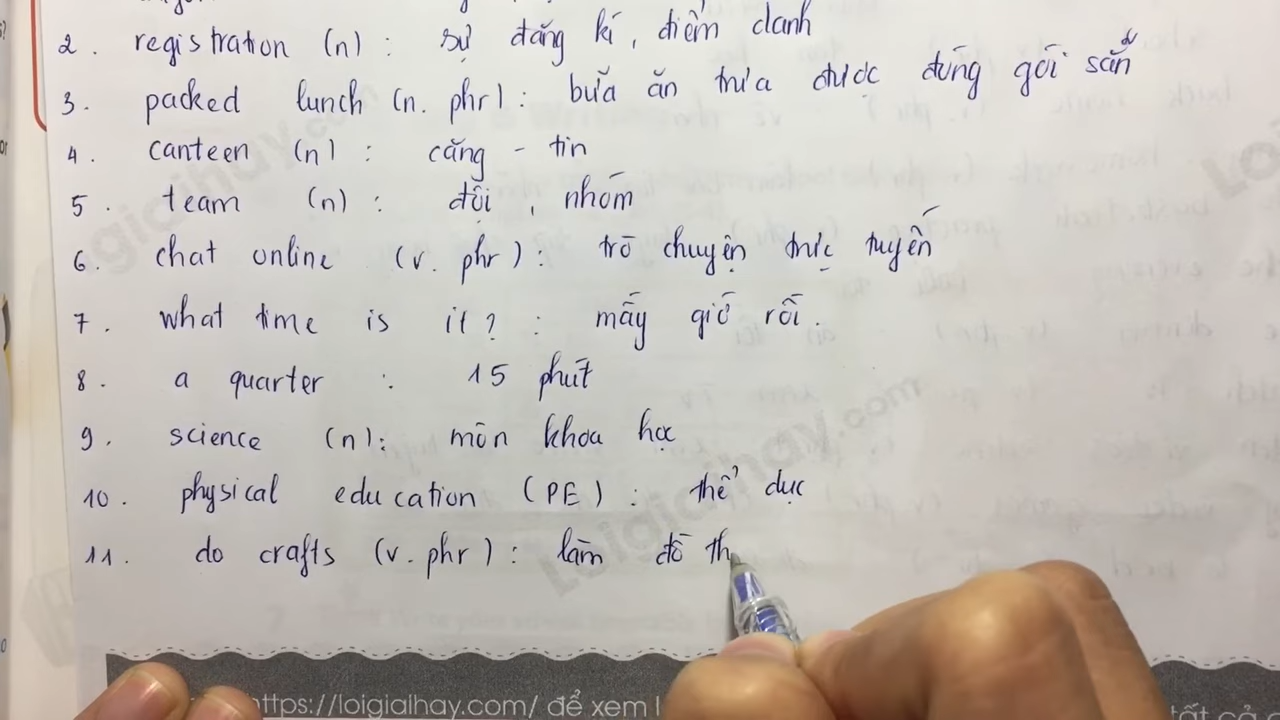 2. registration (n) : sự đăng kí, điểm danh
3. packed lunch (n. phr) : bữa ăn trưa được đóng gói sẵn
4. canteen (n) : căng - tin
5. team (n) : đội, nhóm
6. chat online (v. phr) : trò chuyện trực tuyến
7. what time is it? : mấy giờ rồi.
8. a quarter : 15 phút
9. science (n): môn khoa học
10. physical education (PE) : thể dục
11. do crafts (v. phr) : làm đồ th
Loigiaihay.com
https://loigiaihay.com/ để xem l